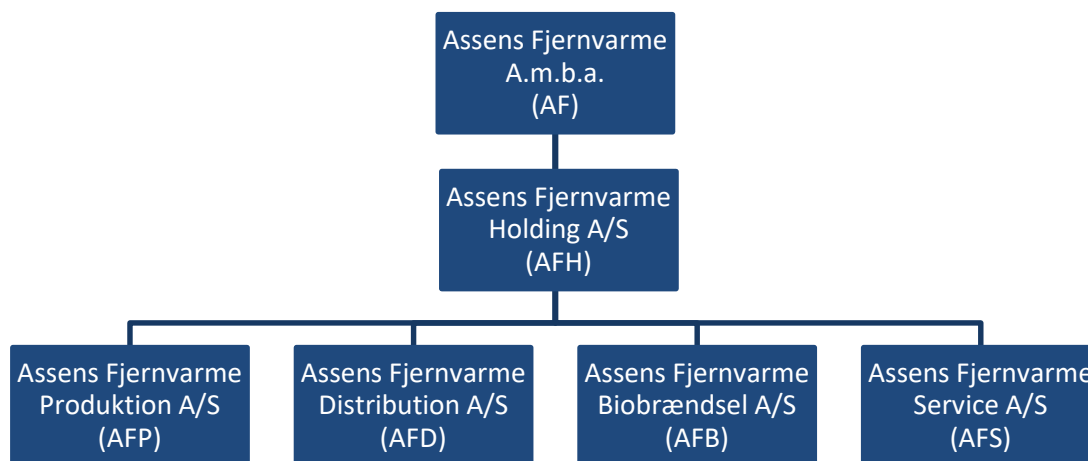 Assens Fjernvarme
A.m.b.a.
(AF)
Assens Fjernvarme
Holding A/S
(AFH)
Assens Fjernvarme
Produktion A/S
(AFP)
Assens Fjernvarme
Distribution A/S
(AFD)
Assens Fjernvarme
Biobrændsel A/S
(AFB)
Assens Fjernvarme
Service A/S
(AFS)